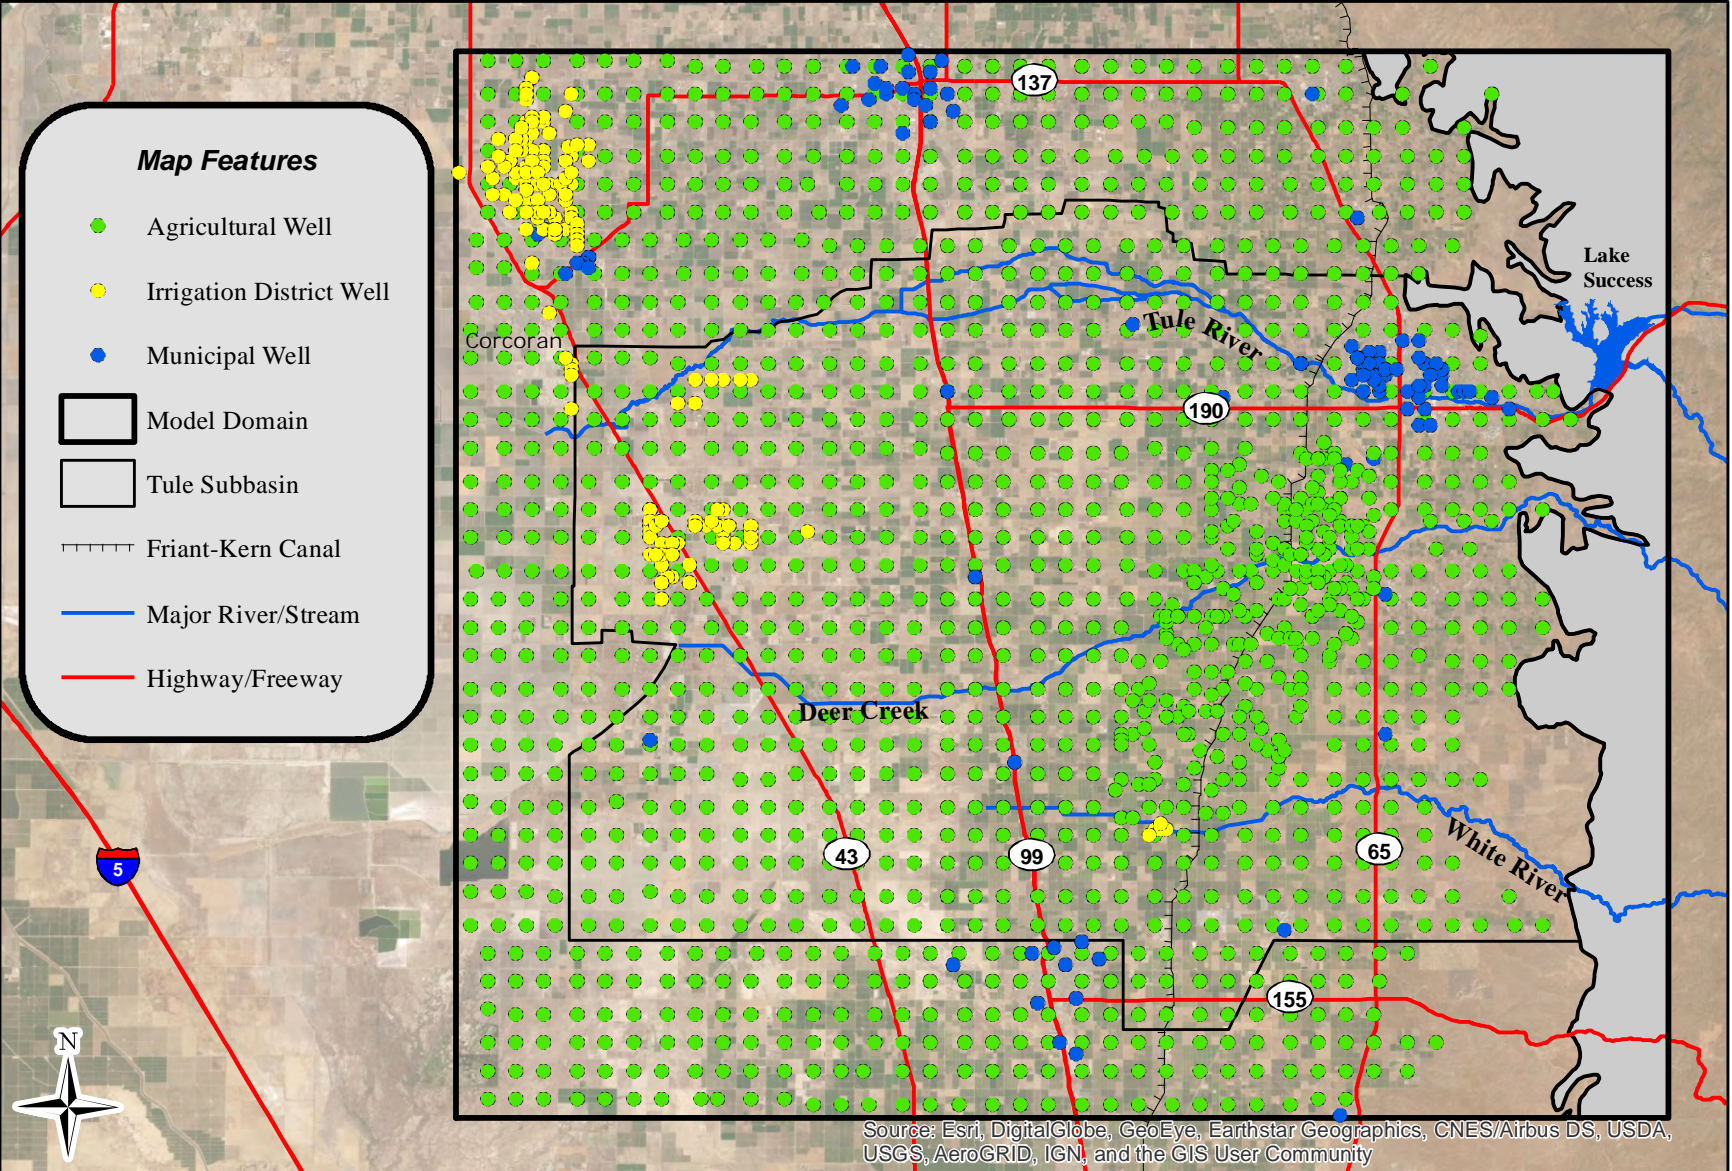 Map Features
Agricultural Well
Irrigation District Well
Municipal Well
Model Domain
Tule Subbasin
Friant-Kern Canal
Major River/Stream
Highway/Freeway
137
Lake
Success
Tule River
Corcoran
190
Deer Creek
43
99
65
White River
5
155
N
Source: Esri, DigitalGlobe, GeoEye, Earthstar Geographics, CNES/Airbus DS, USDA,
USGS, AeroGRID, IGN, and the GIS User Community